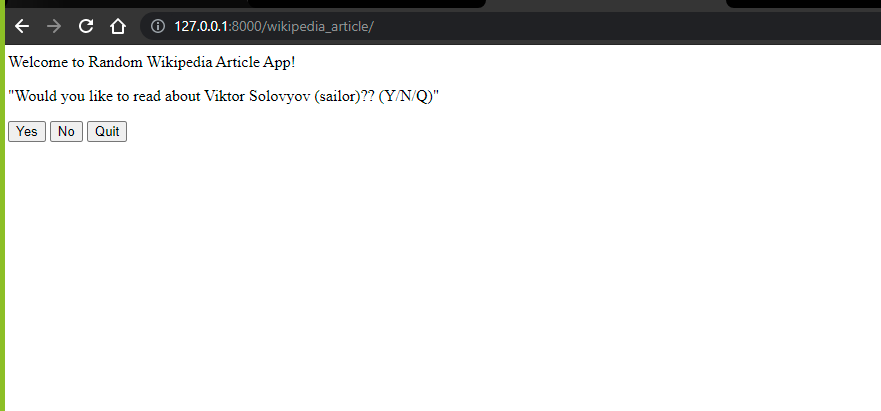 127.0.0.1:8000/wikipedia_article/
Welcome to Random Wikipedia Article App!
"Would you like to read about Viktor Solovyov (sailor)?? (Y/N/Q)"
Yes No Quit